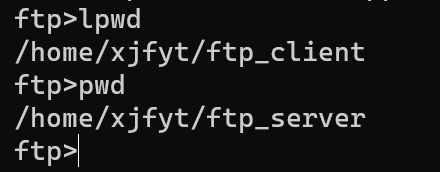 ftp>lpwd
/home/xjfyt/ftp_client
ftp>pwd
/home/xjfyt/ftp_server
ftp>